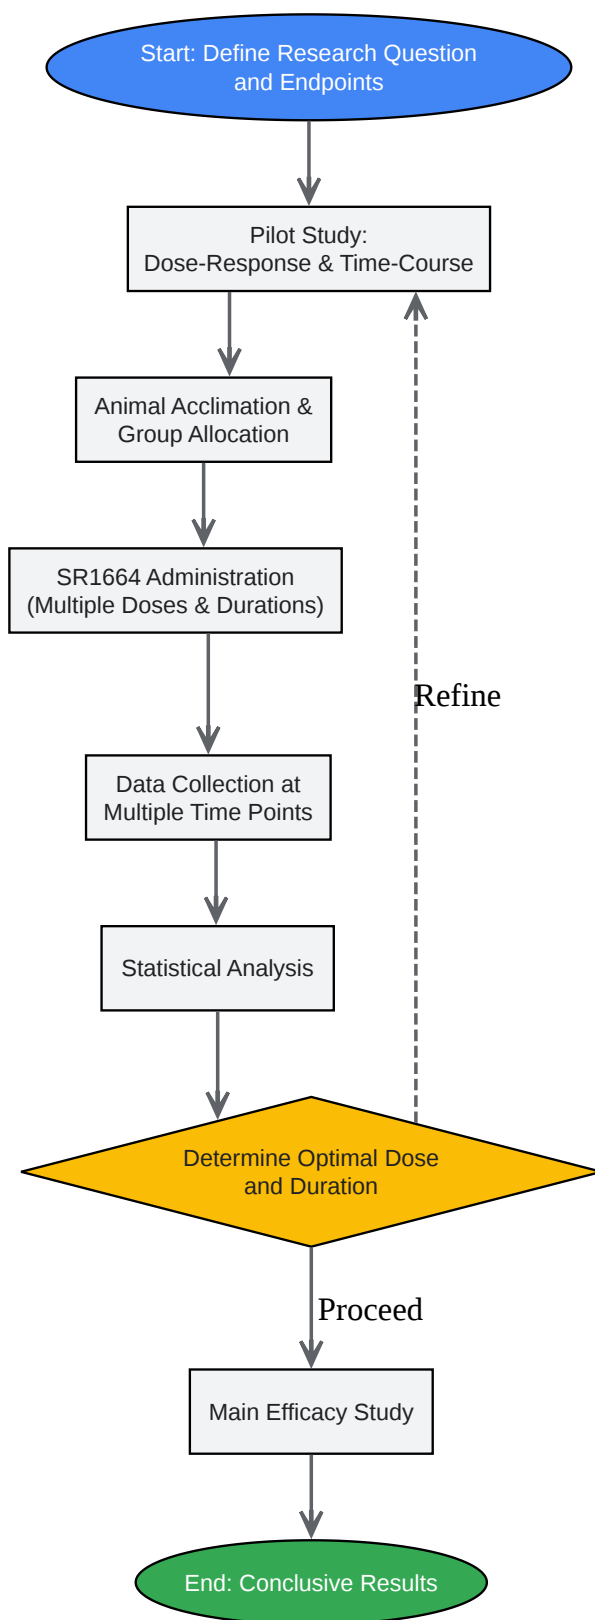 Start: Define Research Question
and Endpoints
Pilot Study:
Dose-Response & Time-Course
Animal Acclimation &
Group Allocation
SR1664 Administration
(Multiple Doses & Durations)
Refine
Data Collection at
Multiple Time Points
Statistical Analysis
Determine Optimal Dose
and Duration
Proceed
Main Efficacy Study
End: Conclusive Results